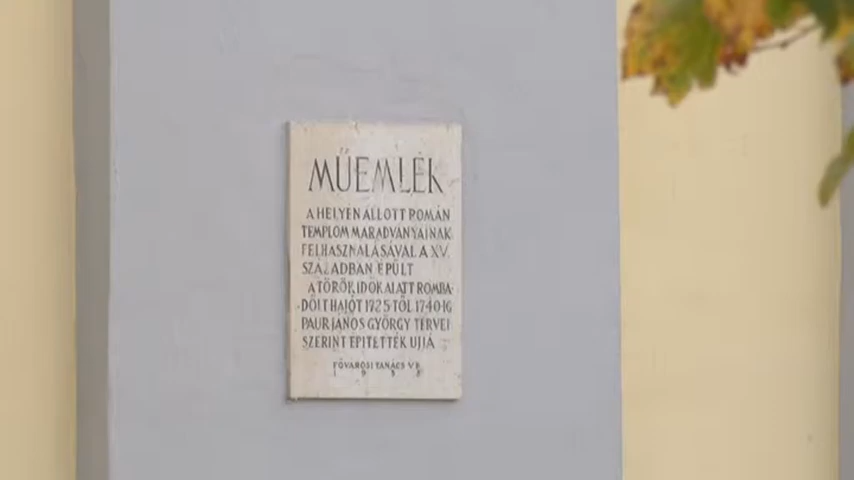 MŰEMLÉK
A HELYEN ÁLLOTT ROMÁN
TEMPLOM MARADVÁNYAINAK
FELHASZNÁLÁSÁVAL A XV.
SZÁZADBAN ÉPÜLT
A TÖRÖK IDŐK ALATT ROMBA-
DŐLT HAJÓT 1725-TŐL 1740-IG
PAUR JÁNOS GYÖRGY TERVEI
SZERINT ÉPÍTETTÉK ÚJJÁ
FŐVÁROSI TANÁCS V.B.